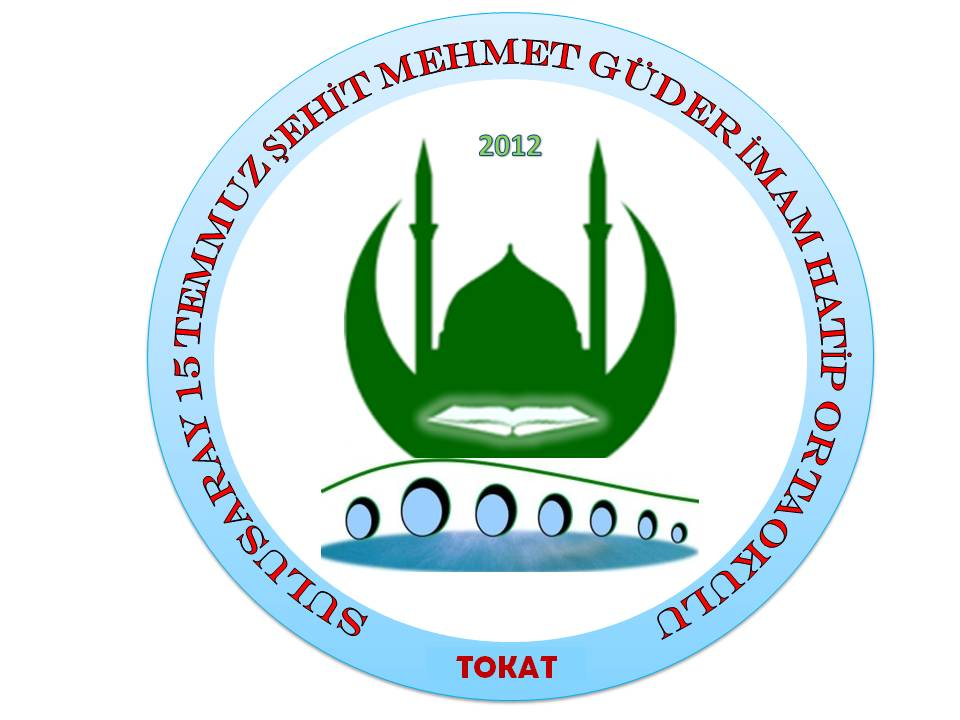 SULUSARAY 15 TEMMUZ ŞEHİT MEHMET GÜDER İMAM HATİP ORTAOKULU
2012
TOKAT